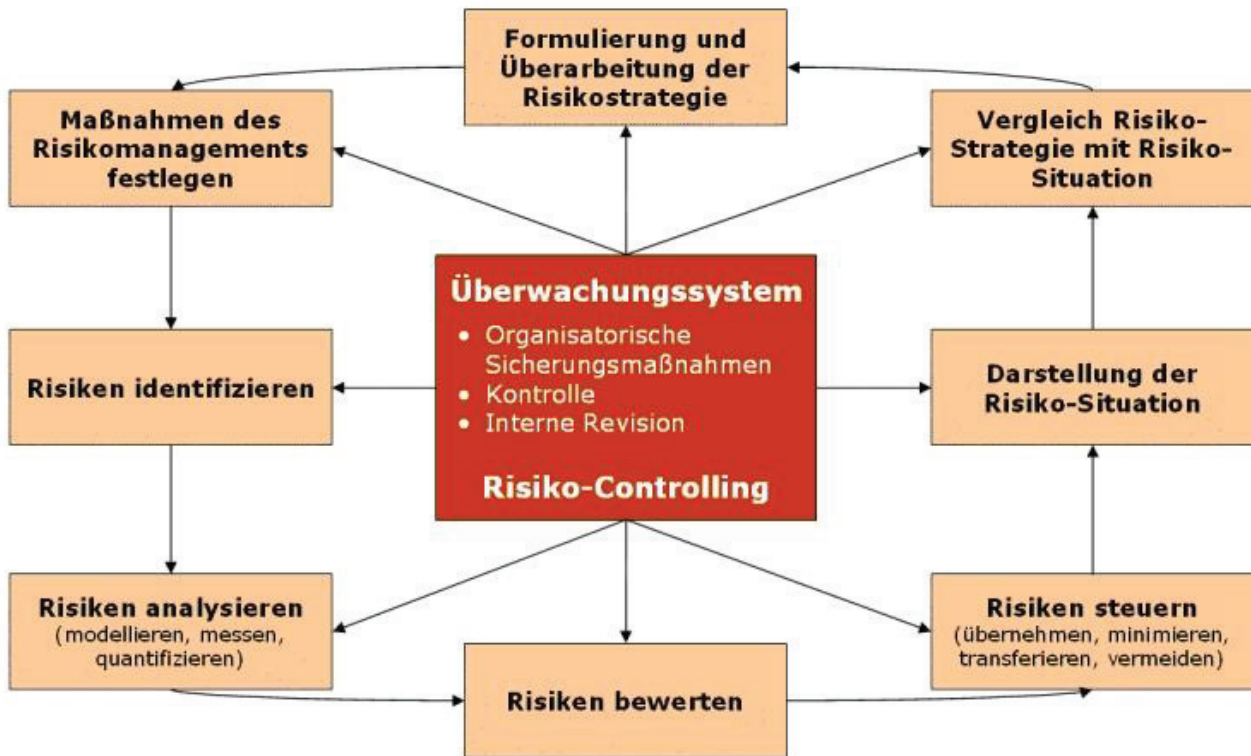 Formulierung und
Überarbeitung der
Risikostrategie
Maßnahmen des
Risikomanagements
festlegen
Vergleich Risiko-
Strategie mit Risiko-
Situation
Überwachungssystem
• Organisatorische
Sicherungsmaßnahmen
• Kontrolle
• Interne Revision
Risiko-Controlling
Risiken identifizieren
Darstellung der
Risiko-Situation
Risiken analysieren
(modellieren, messen,
quantifizieren)
Risiken bewerten
Risiken steuern
(übernehmen, minimieren,
transferieren, vermeiden)